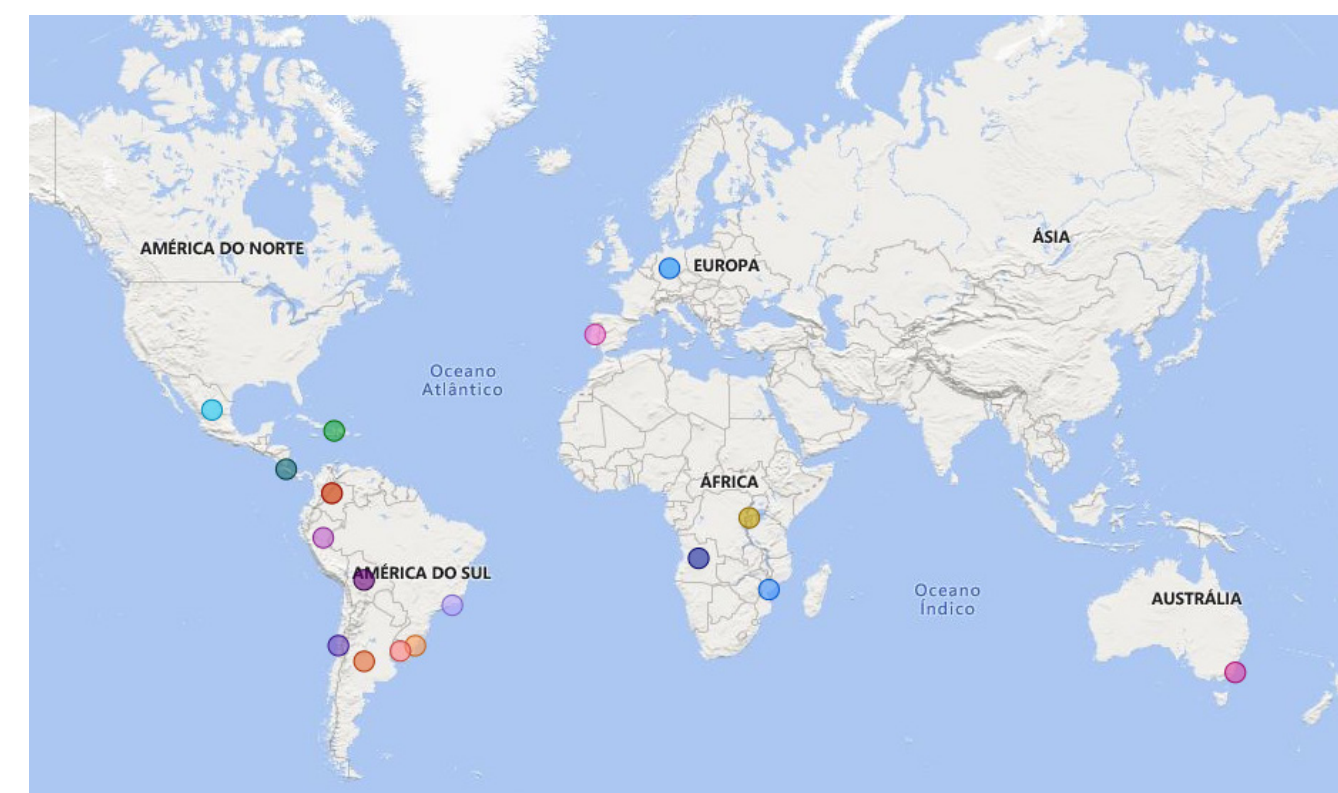 AMÉRICA DO NORTE
ÁSIA
EUROPA
Oceano
Atlântico
ÁFRICA
AMÉRICA DO SUL
Oceano
Índico
AUSTRÁLIA